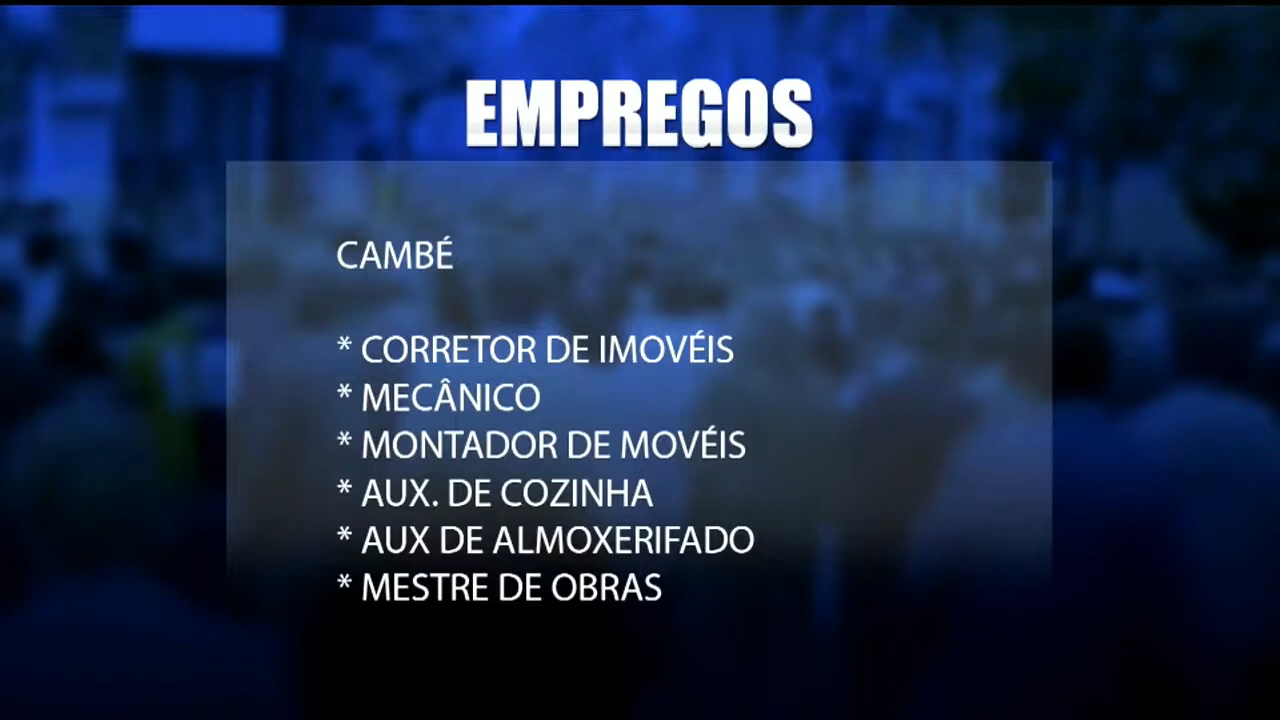 EMPREGOS
CAMBÉ
* CORRETOR DE IMOVÉIS
* MECÂNICO
* MONTADOR DE MOVÉIS
* AUX. DE COZINHA
* AUX DE ALMOXERIFADO
* MESTRE DE OBRAS